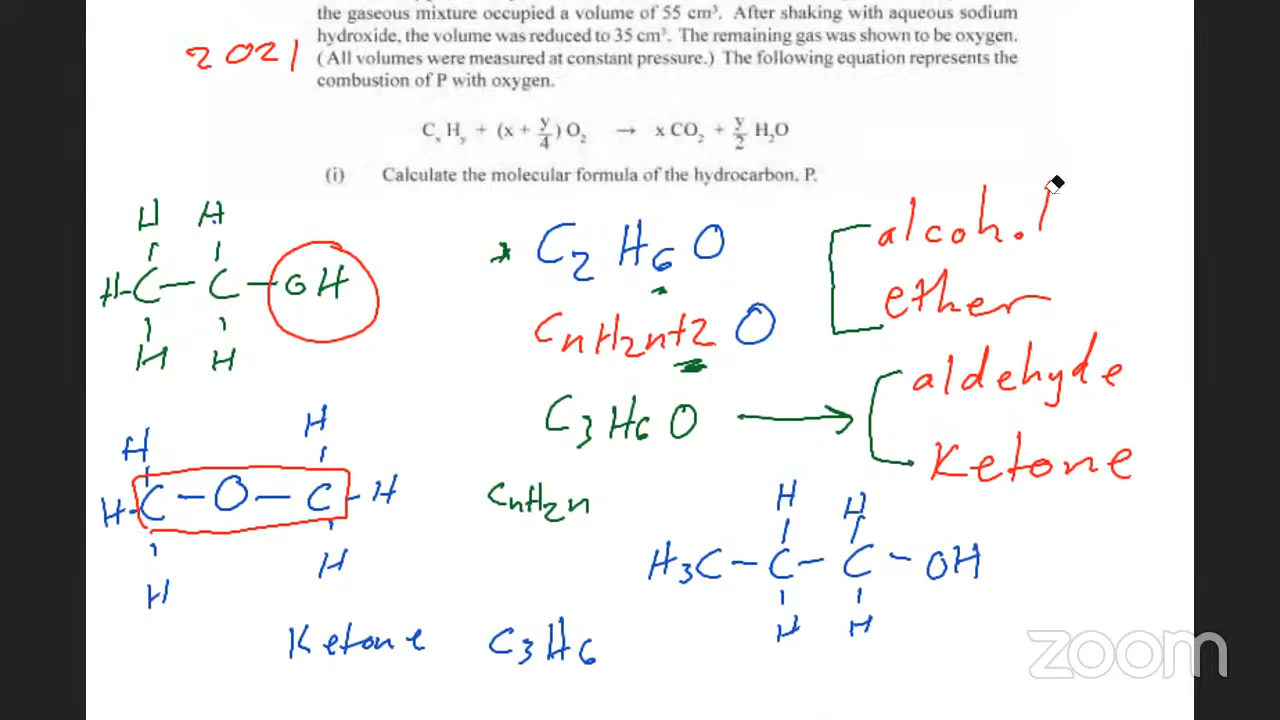 the gaseous mixture occupied a volume of 55 cm³. After shaking with aqueous sodium
hydroxide, the volume was reduced to 35 cm³. The remaining gas was shown to be oxygen.
(All volumes were measured at constant pressure.) The following equation represents the
combustion of P with oxygen.
2021
CₓHᵧ + (x + y/4) O₂ → x CO₂ + y/2 H₂O
(i) Calculate the molecular formula of the hydrocarbon, P.
H H
H-C-C-OH
H H
* C₂H₆O
CnH2n+2 O
C₃H₆O →
CnH2n
alcohol
ether
aldehyde
Ketone
H H
H-C-O-C-H
H H
H H
H₃C-C-C-OH
H H
Ketone C₃H₆
zoom